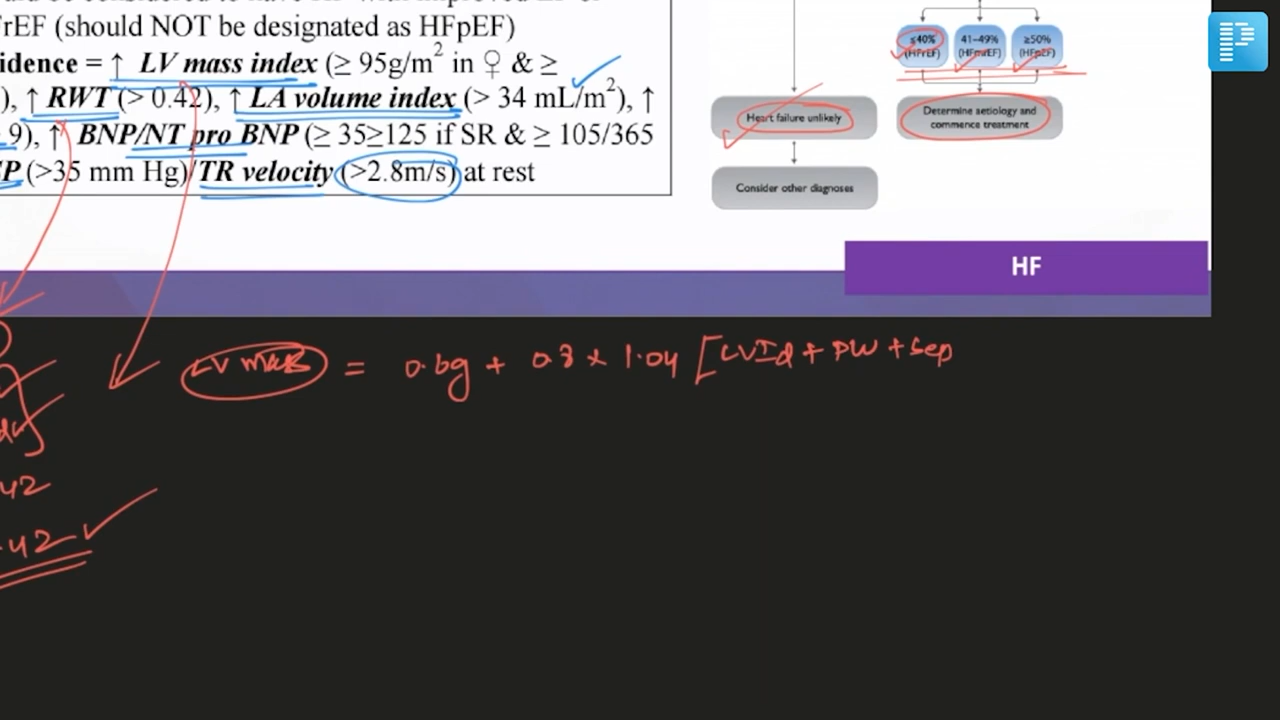 rEF (should NOT be designated as HFpEF)
idence = ↑ LV mass index (≥ 95g/m² in ♀ & ≥
), ↑ RWT (> 0.42), ↑ LA volume index (> 34 mL/m²), ↑
9), ↑ BNP/NT pro BNP (≥ 35≥125 if SR & ≥ 105/365
P (>35 mm Hg)/TR velocity (>2.8m/s) at rest
≤40% 41–49% ≥50%
(HFrEF) (HFmrEF) (HFpEF)
Heart failure unlikely
Determine aetiology and
commence treatment
Consider other diagnoses
HF
LV mass = 0.6g + 0.8 × 1.04 [LVId + PW + Sep
42
.42